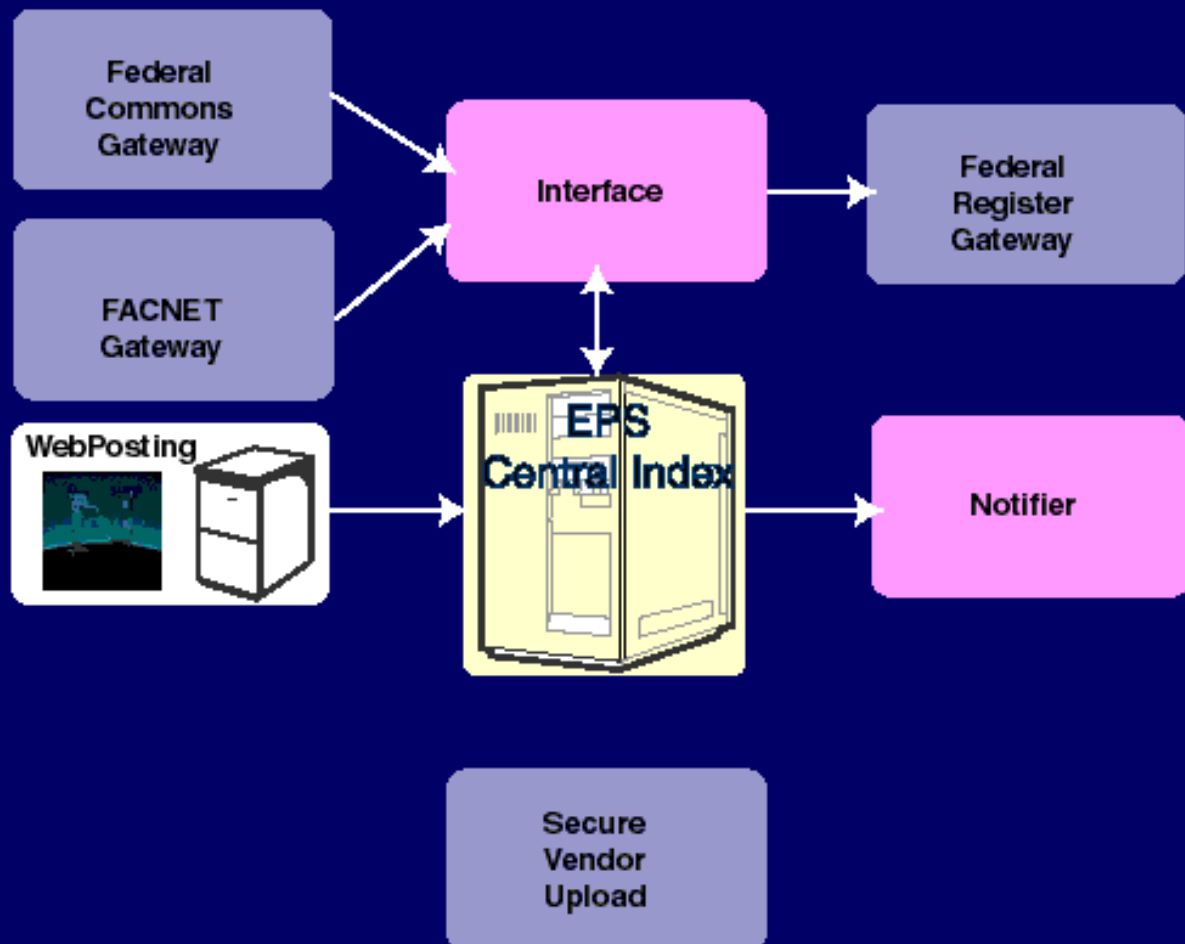 Federal
Commons
Gateway
Interface
Federal
Register
Gateway
FACNET
Gateway
WebPosting
EPS
Central Index
Notifier
Secure
Vendor
Upload